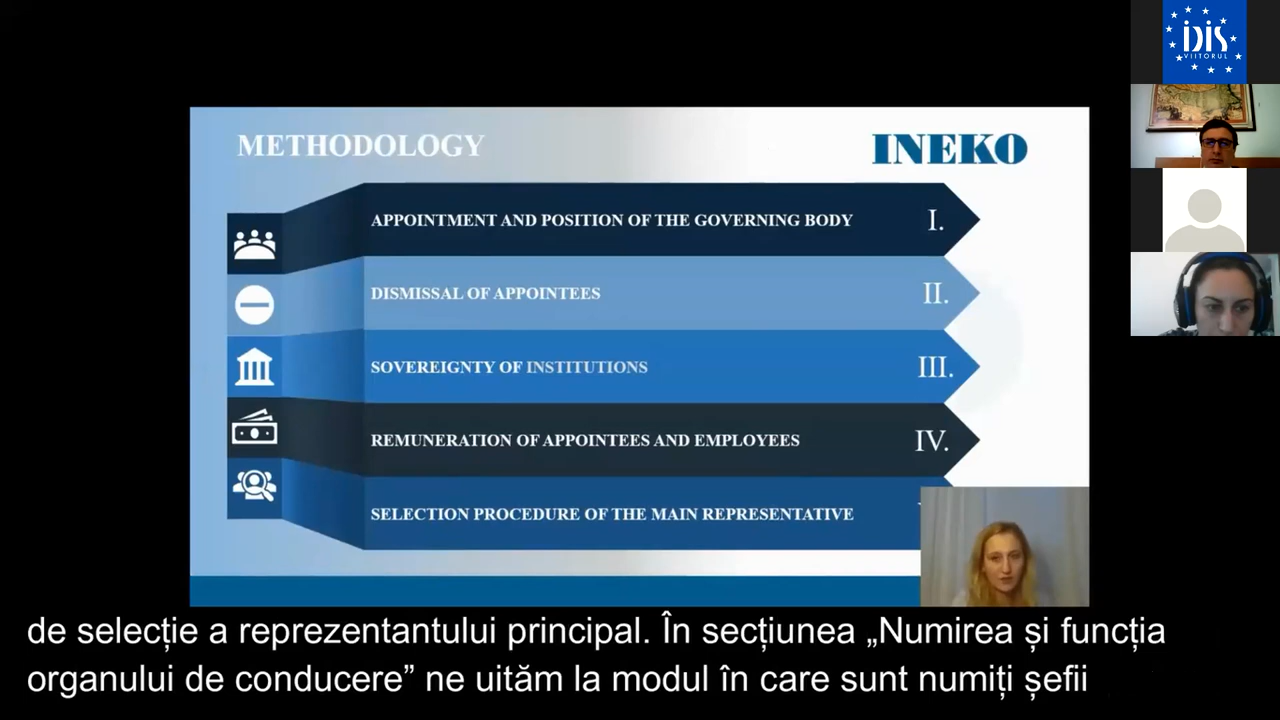 iDiS
VIITORUL
METHODOLOGY
INEKO
APPOINTMENT AND POSITION OF THE GOVERNING BODY I.
DISMISSAL OF APPOINTEES II.
SOVEREIGNTY OF INSTITUTIONS III.
REMUNERATION OF APPOINTEES AND EMPLOYEES IV.
SELECTION PROCEDURE OF THE MAIN REPRESENTATIVE
de selecție a reprezentantului principal. În secțiunea „Numirea și funcția
organului de conducere” ne uităm la modul în care sunt numiți șefii